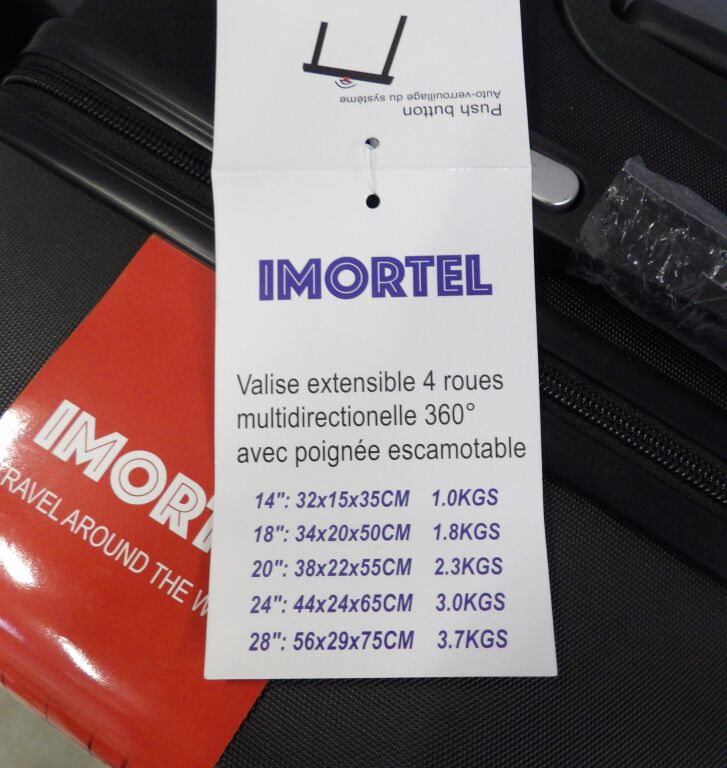 Push button
Auto-verrouillage du système
IMORTEL
Valise extensible 4 roues
multidirectionelle 360°
avec poignée escamotable
14": 32x15x35CM 1.0KGS
18": 34x20x50CM 1.8KGS
20": 38x22x55CM 2.3KGS
24": 44x24x65CM 3.0KGS
28": 56x29x75CM 3.7KGS
IMORT
RAVEL AROUND THE W